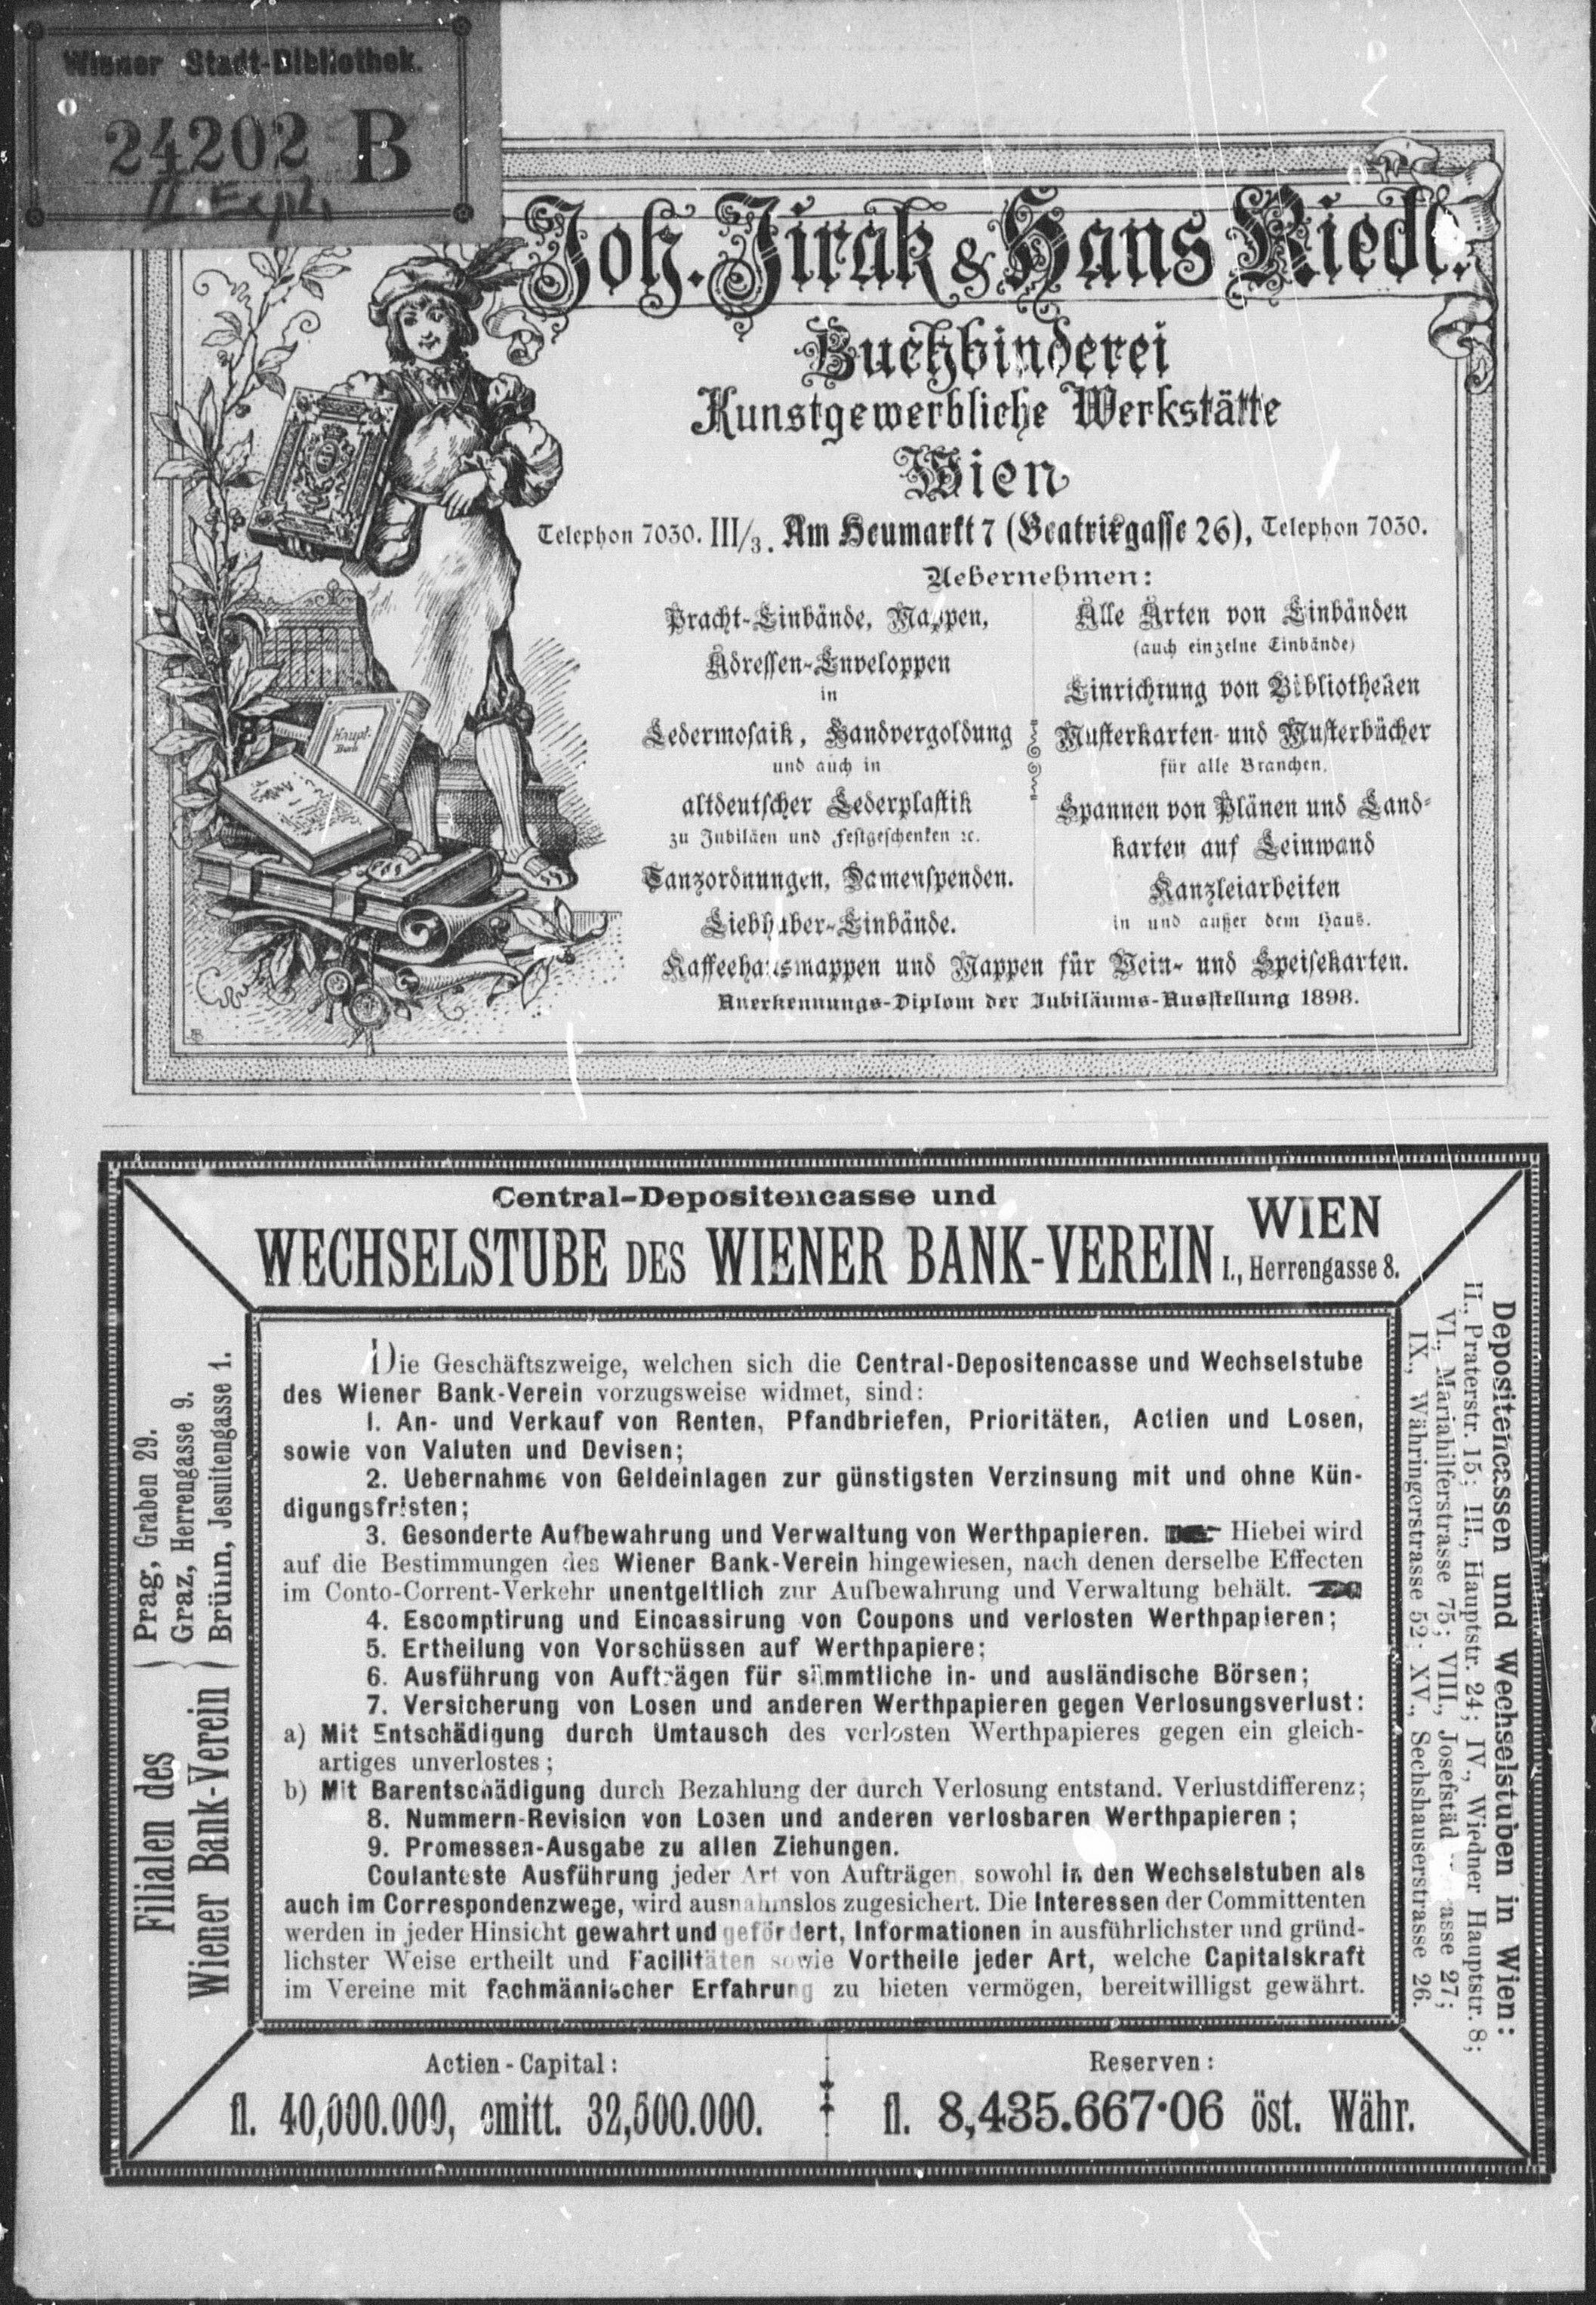 Wiener Stadt-Bibliothek.
24202 B
II. Expl.
Joh. Jirak & Hans Riedl.
Buchbinderei
Kunstgewerbliche Werkstätte
Wien
Telephon 7030. III/3. Am Heumarkt 7 (Beatrixgasse 26), Telephon 7030.
Uebernehmen:
Pracht-Einbände, Mappen,
Adressen-Enveloppen
in
Ledermosaik, Handvergoldung
und auch in
altdeutscher Lederplastik
zu Jubiläen und Festgeschenken ꝛc.
Tanzordnungen, Damenspenden.
Liebhaber-Einbände.
Alle Arten von Einbänden
(auch einzelne Einbände)
Einrichtung von Bibliotheken
Musterkarten- und Musterbücher
für alle Branchen.
Spannen von Plänen und Land-
karten auf Leinwand
Kanzleiarbeiten
in und außer dem Haus.
Kaffeehausmappen und Mappen für Wein- und Speisekarten.
Anerkennungs-Diplom der Jubiläums-Ausstellung 1898.
Haupt-
Buch
Central-Depositencasse und
WECHSELSTUBE DES WIENER BANK-VEREIN
WIEN
I., Herrengasse 8.
Filialen des
Wiener Bank-Verein
Prag, Graben 29.
Graz, Herrengasse 9.
Brünn, Jesuitengasse 1.
Die Geschäftszweige, welchen sich die Central-Depositencasse und Wechselstube
des Wiener Bank-Verein vorzugsweise widmet, sind:
1. An- und Verkauf von Renten, Pfandbriefen, Prioritäten, Actien und Losen,
sowie von Valuten und Devisen;
2. Uebernahme von Geldeinlagen zur günstigsten Verzinsung mit und ohne Kün-
digungsfristen;
3. Gesonderte Aufbewahrung und Verwaltung von Werthpapieren. Hiebei wird
auf die Bestimmungen des Wiener Bank-Verein hingewiesen, nach denen derselbe Effecten
im Conto-Corrent-Verkehr unentgeltlich zur Aufbewahrung und Verwaltung behält.
4. Escomptirung und Eincassirung von Coupons und verlosten Werthpapieren;
5. Ertheilung von Vorschüssen auf Werthpapiere;
6. Ausführung von Aufträgen für sämmtliche in- und ausländische Börsen;
7. Versicherung von Losen und anderen Werthpapieren gegen Verlosungsverlust:
a) Mit Entschädigung durch Umtausch des verlosten Werthpapieres gegen ein gleich-
artiges unverlostes;
b) Mit Barentschädigung durch Bezahlung der durch Verlosung entstand. Verlustdifferenz;
8. Nummern-Revision von Losen und anderen verlosbaren Werthpapieren;
9. Promessen-Ausgabe zu allen Ziehungen.
Coulanteste Ausführung jeder Art von Aufträgen, sowohl in den Wechselstuben als
auch im Correspondenzwege, wird ausnahmslos zugesichert. Die Interessen der Committenten
werden in jeder Hinsicht gewahrt und gefördert, Informationen in ausführlichster und gründ-
lichster Weise ertheilt und Facilitäten sowie Vortheile jeder Art, welche Capitalskraft
im Vereine mit fachmännischer Erfahrung zu bieten vermögen, bereitwilligst gewährt.
Depositencassen und Wechselstuben in Wien:
II., Praterstr. 15; III., Hauptstr. 24; IV., Wiedner Hauptstr. 8;
VI., Mariahilferstrasse 75; VIII., Josefstädterstrasse 27;
IX., Währingerstrasse 52; XV., Sechshauserstrasse 26.
Actien-Capital:
fl. 40,000.000, emitt. 32,500.000.
Reserven:
fl. 8,435.667·06 öst. Währ.